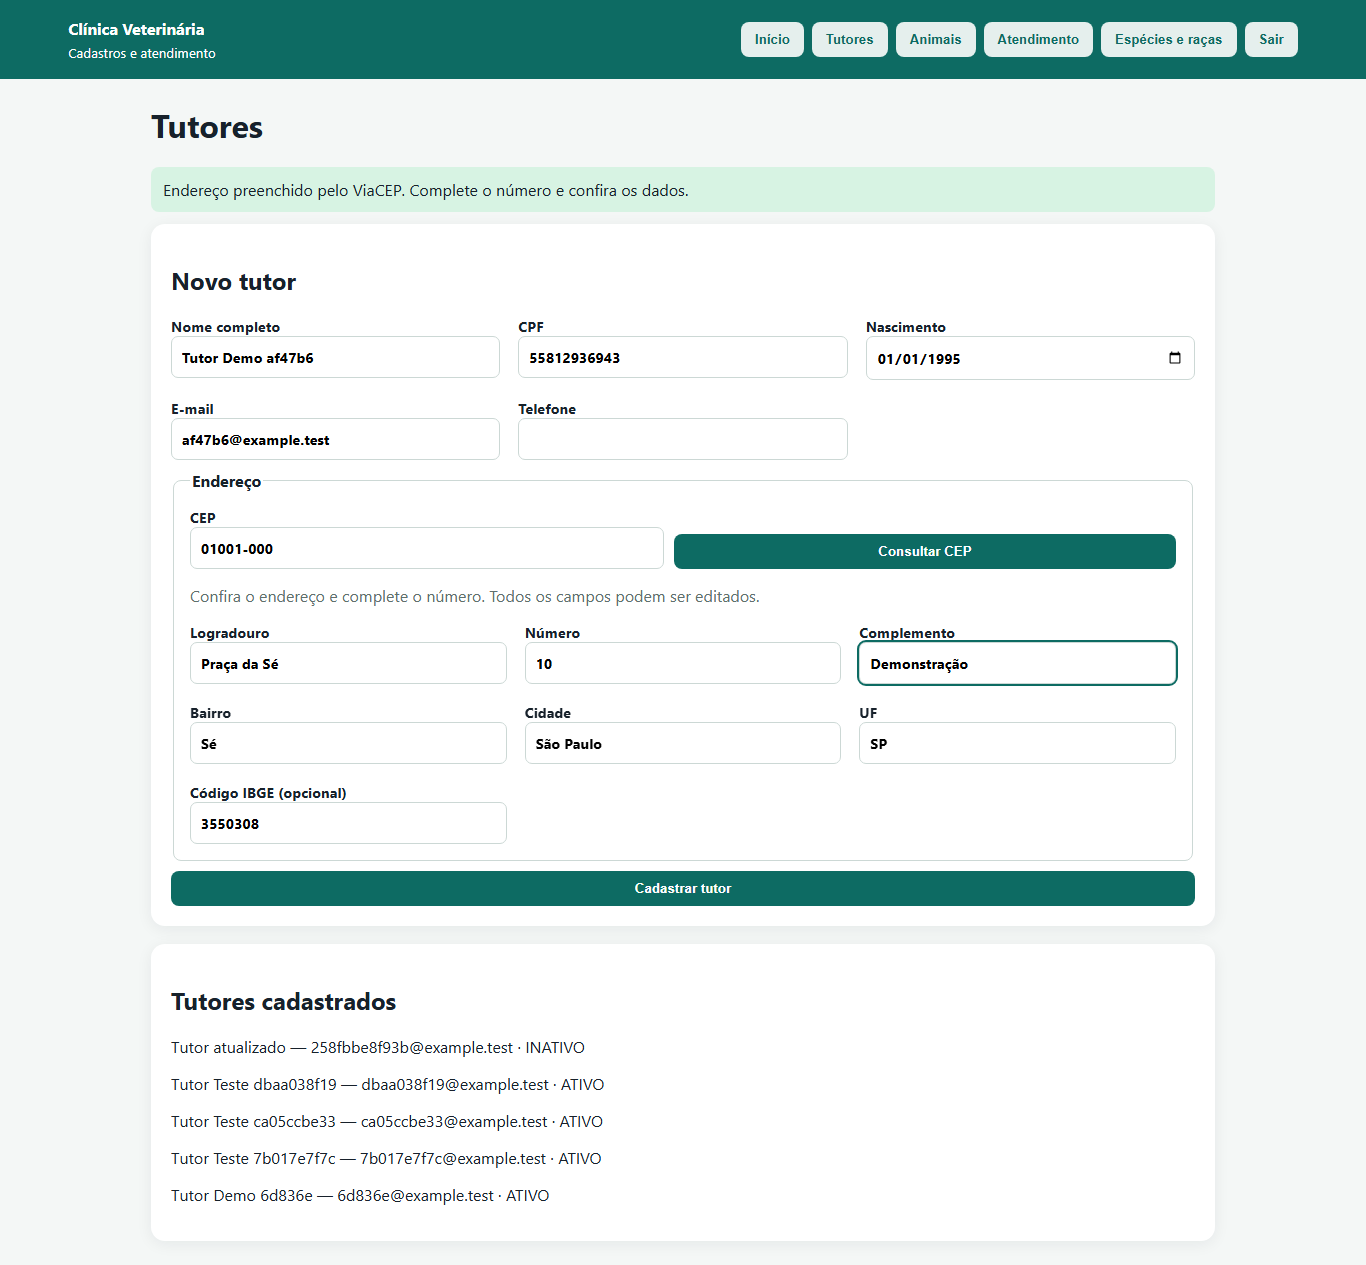 Clínica Veterinária
Cadastros e atendimento
Início
Tutores
Animais
Atendimento
Espécies e raças
Sair
Tutores
Endereço preenchido pelo ViaCEP. Complete o número e confira os dados.
Novo tutor
Nome completo
CPF
Nascimento
Tutor Demo af47b6
55812936943
01/01/1995
E-mail
Telefone
af47b6@example.test
Endereço
CEP
01001-000
Consultar CEP
Confira o endereço e complete o número. Todos os campos podem ser editados.
Logradouro
Número
Complemento
Praça da Sé
10
Demonstração
Bairro
Cidade
UF
Sé
São Paulo
SP
Código IBGE (opcional)
3550308
Cadastrar tutor
Tutores cadastrados
Tutor atualizado — 258fbbe8f93b@example.test · INATIVO
Tutor Teste dbaa038f19 — dbaa038f19@example.test · ATIVO
Tutor Teste ca05ccbe33 — ca05ccbe33@example.test · ATIVO
Tutor Teste 7b017e7f7c — 7b017e7f7c@example.test · ATIVO
Tutor Demo 6d836e — 6d836e@example.test · ATIVO